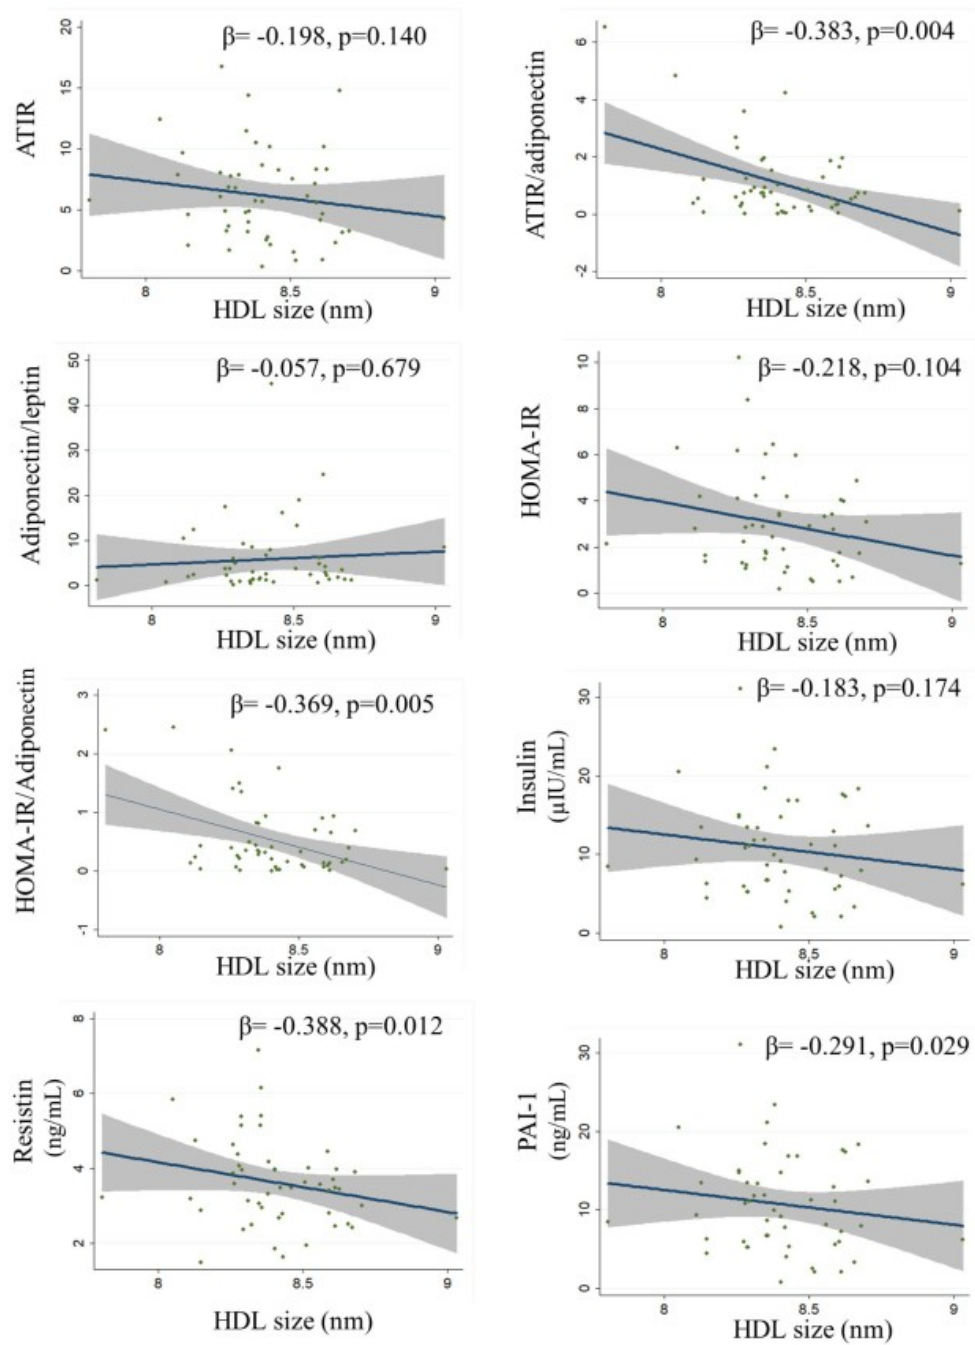 β= -0.198, p=0.140
ATIR
20
15
10
5
0
8
8.5
9
HDL size (nm)
β= -0.383, p=0.004
ATIR/adiponectin
6
4
2
0
-2
8
8.5
9
HDL size (nm)
β= -0.057, p=0.679
Adiponectin/leptin
50
40
30
20
10
0
8
8.5
9
HDL size (nm)
β= -0.218, p=0.104
HOMA-IR
10
8
6
4
2
0
8
8.5
9
HDL size (nm)
β= -0.369, p=0.005
HOMA-IR/Adiponectin
3
2
1
0
-1
8
8.5
9
HDL size (nm)
β= -0.183, p=0.174
Insulin
(µIU/mL)
30
20
10
0
8
8.5
9
HDL size (nm)
β= -0.388, p=0.012
Resistin
(ng/mL)
8
6
4
2
8
8.5
9
HDL size (nm)
β= -0.291, p=0.029
PAI-1
(ng/mL)
30
20
10
0
8
8.5
9
HDL size (nm)